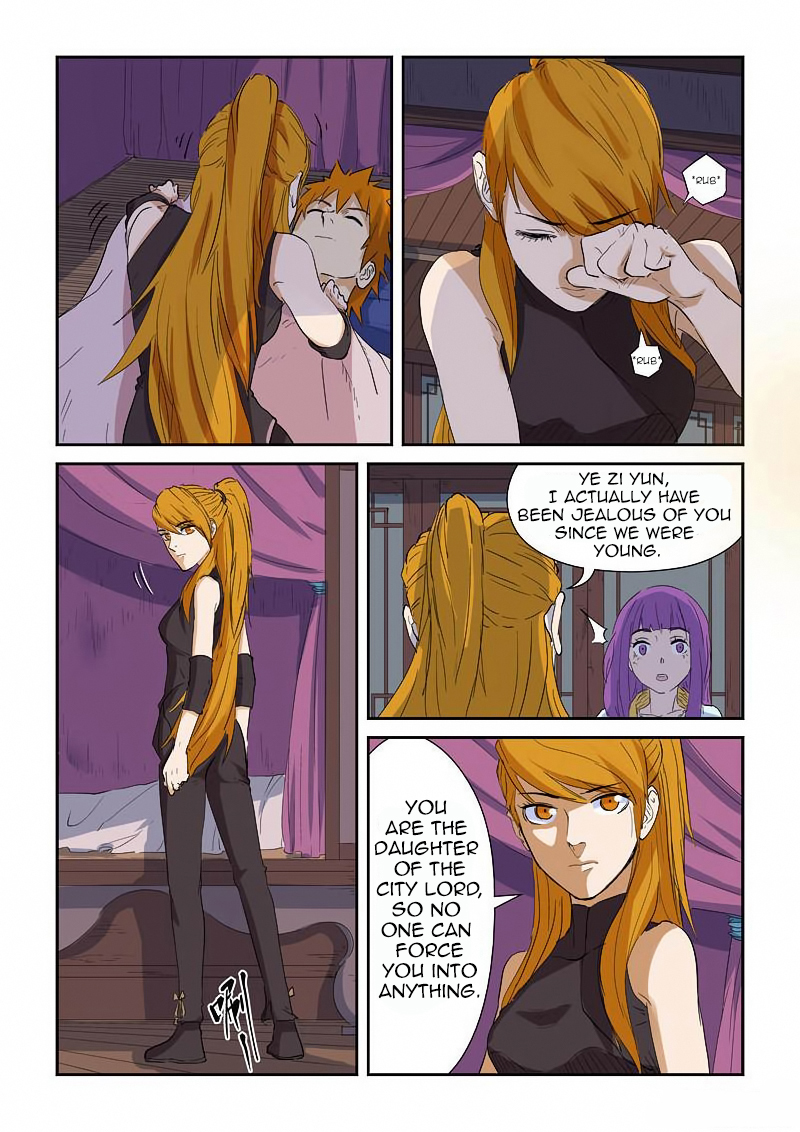 *RUB*
*RUB*
YE ZI YUN,
I ACTUALLY HAVE
BEEN JEALOUS OF YOU
SINCE WE WERE
YOUNG.
唰
YOU
ARE THE
DAUGHTER
OF THE
CITY LORD,
SO NO
ONE CAN
FORCE
YOU INTO
ANYTHING.